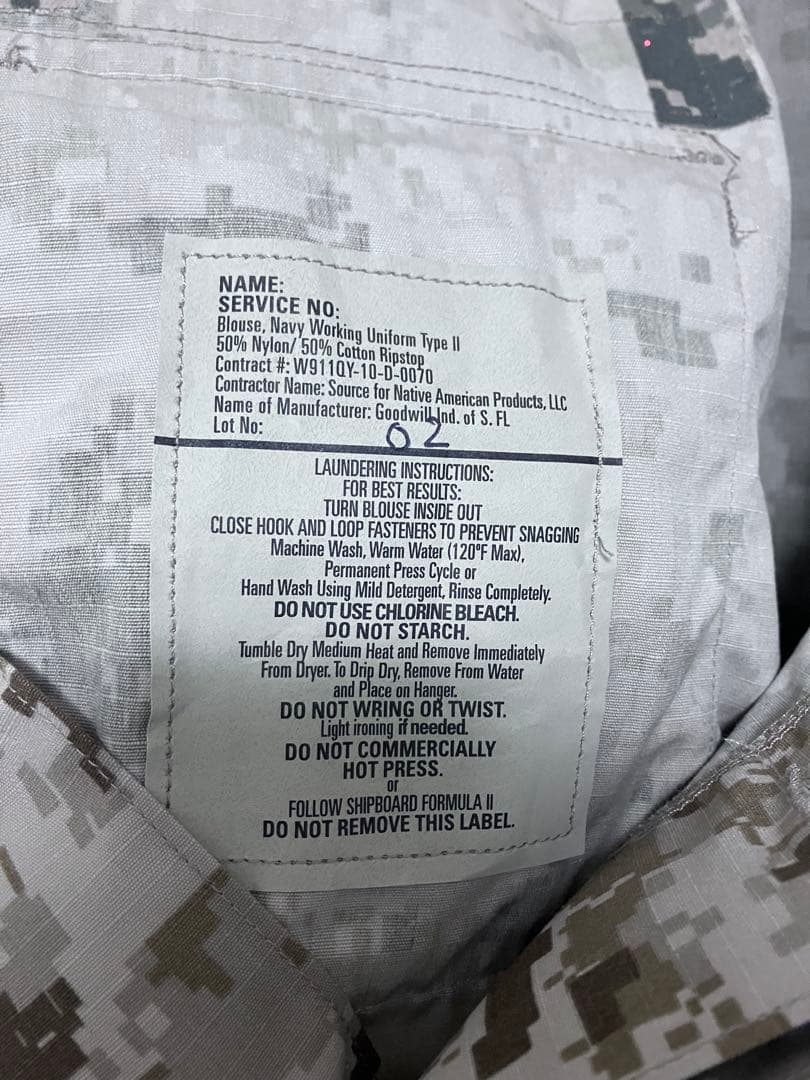 NAME:
SERVICE NO:
Blouse, Navy Working Uniform Type II
50% Nylon/ 50% Cotton Ripstop
Contract #: W911QY-10-D-0070
Contractor Name: Source for Native American Products, LLC
Name of Manufacturer: Goodwill Ind. of S. FL
Lot No: 02
LAUNDERING INSTRUCTIONS:
FOR BEST RESULTS:
TURN BLOUSE INSIDE OUT
CLOSE HOOK AND LOOP FASTENERS TO PREVENT SNAGGING
Machine Wash, Warm Water (120°F Max),
Permanent Press Cycle or
Hand Wash Using Mild Detergent, Rinse Completely.
DO NOT USE CHLORINE BLEACH.
DO NOT STARCH.
Tumble Dry Medium Heat and Remove Immediately
From Dryer. To Drip Dry, Remove From Water
and Place on Hanger.
DO NOT WRING OR TWIST.
Light ironing if needed.
DO NOT COMMERCIALLY
HOT PRESS.
or
FOLLOW SHIPBOARD FORMULA II
DO NOT REMOVE THIS LABEL.